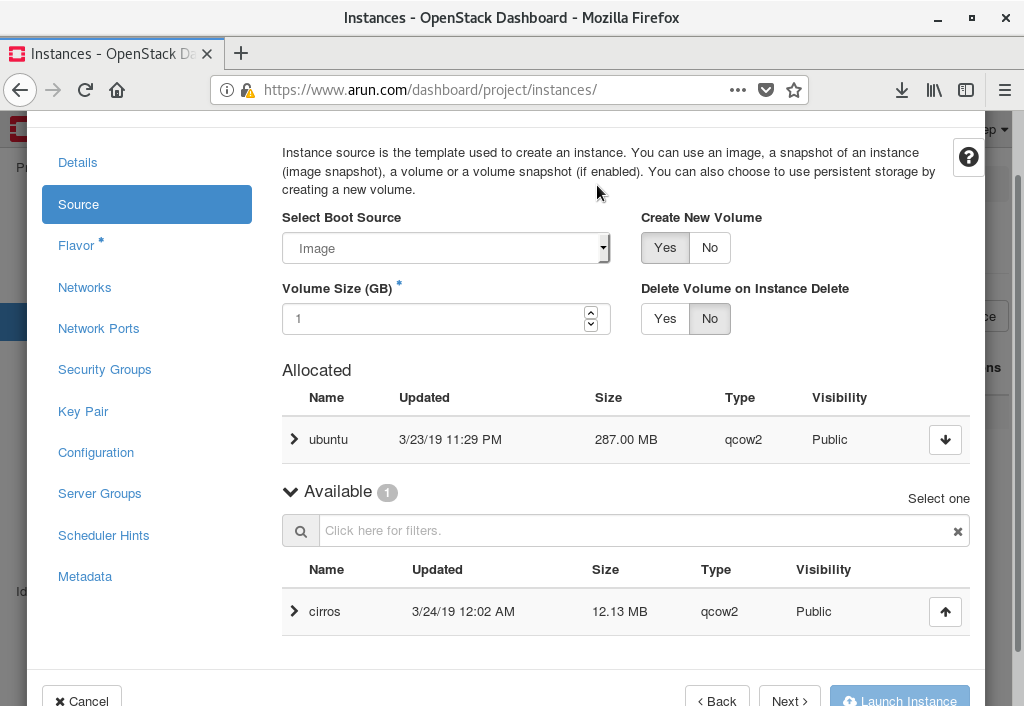 Instances - OpenStack Dashboard - Mozilla Firefox
Instances - OpenStack Da
https://www.arun.com/dashboard/project/instances/
ep
Details
Source
Flavor *
Networks
Network Ports
Security Groups
Key Pair
Configuration
Server Groups
Scheduler Hints
Metadata
Instance source is the template used to create an instance. You can use an image, a snapshot of an instance
(image snapshot), a volume or a volume snapshot (if enabled). You can also choose to use persistent storage by
creating a new volume.
Select Boot Source
Image
Create New Volume
Yes No
Volume Size (GB) *
1
Delete Volume on Instance Delete
Yes No
Allocated
Name Updated Size Type Visibility
ubuntu 3/23/19 11:29 PM 287.00 MB qcow2 Public
Available 1
Select one
Click here for filters.
Name Updated Size Type Visibility
cirros 3/24/19 12:02 AM 12.13 MB qcow2 Public
Cancel
Back
Next
Launch Instance